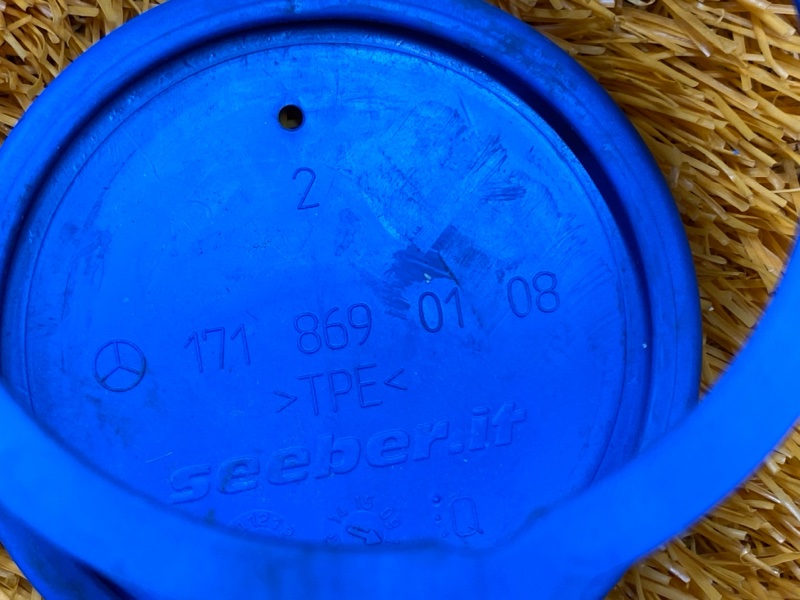 2
171 869 01 08
>TPE<
seeber.it
iQ